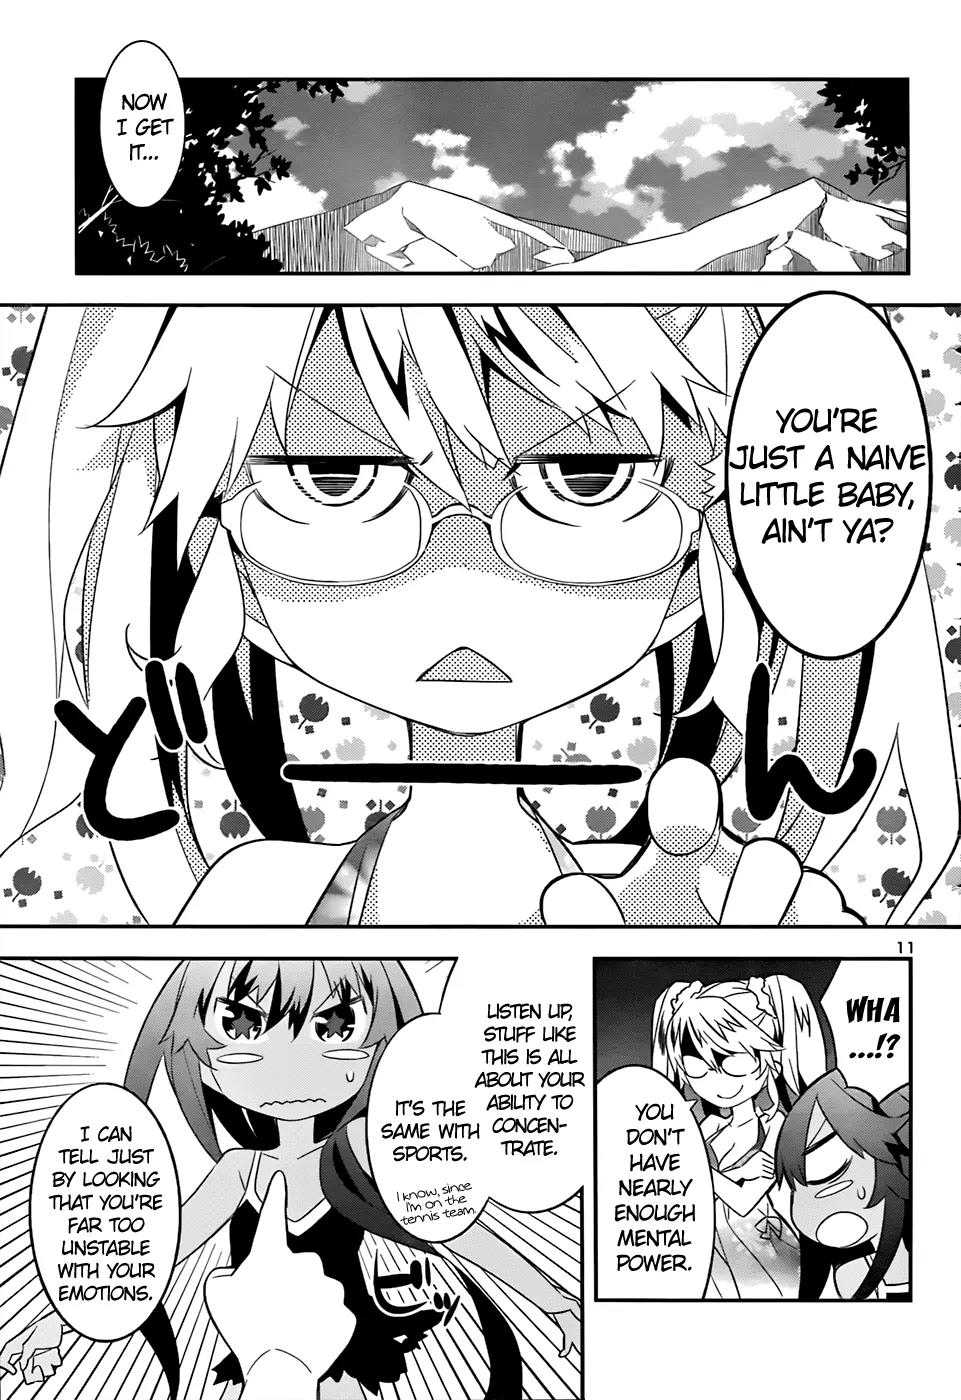 NOW
I GET
IT...
YOU'RE
JUST A NAIVE
LITTLE BABY,
AIN'T YA?
どーん
11
WHA
....!?
YOU
DON'T
HAVE
NEARLY
ENOUGH
MENTAL
POWER.
LISTEN UP,
STUFF LIKE
THIS IS ALL
ABOUT YOUR
ABILITY TO
CONCEN-
TRATE.
IT'S THE
SAME WITH
SPORTS.
I know, since
I'm on the
tennis team.
I CAN
TELL JUST
BY LOOKING
THAT YOU'RE
FAR TOO
UNSTABLE
WITH YOUR
EMOTIONS.